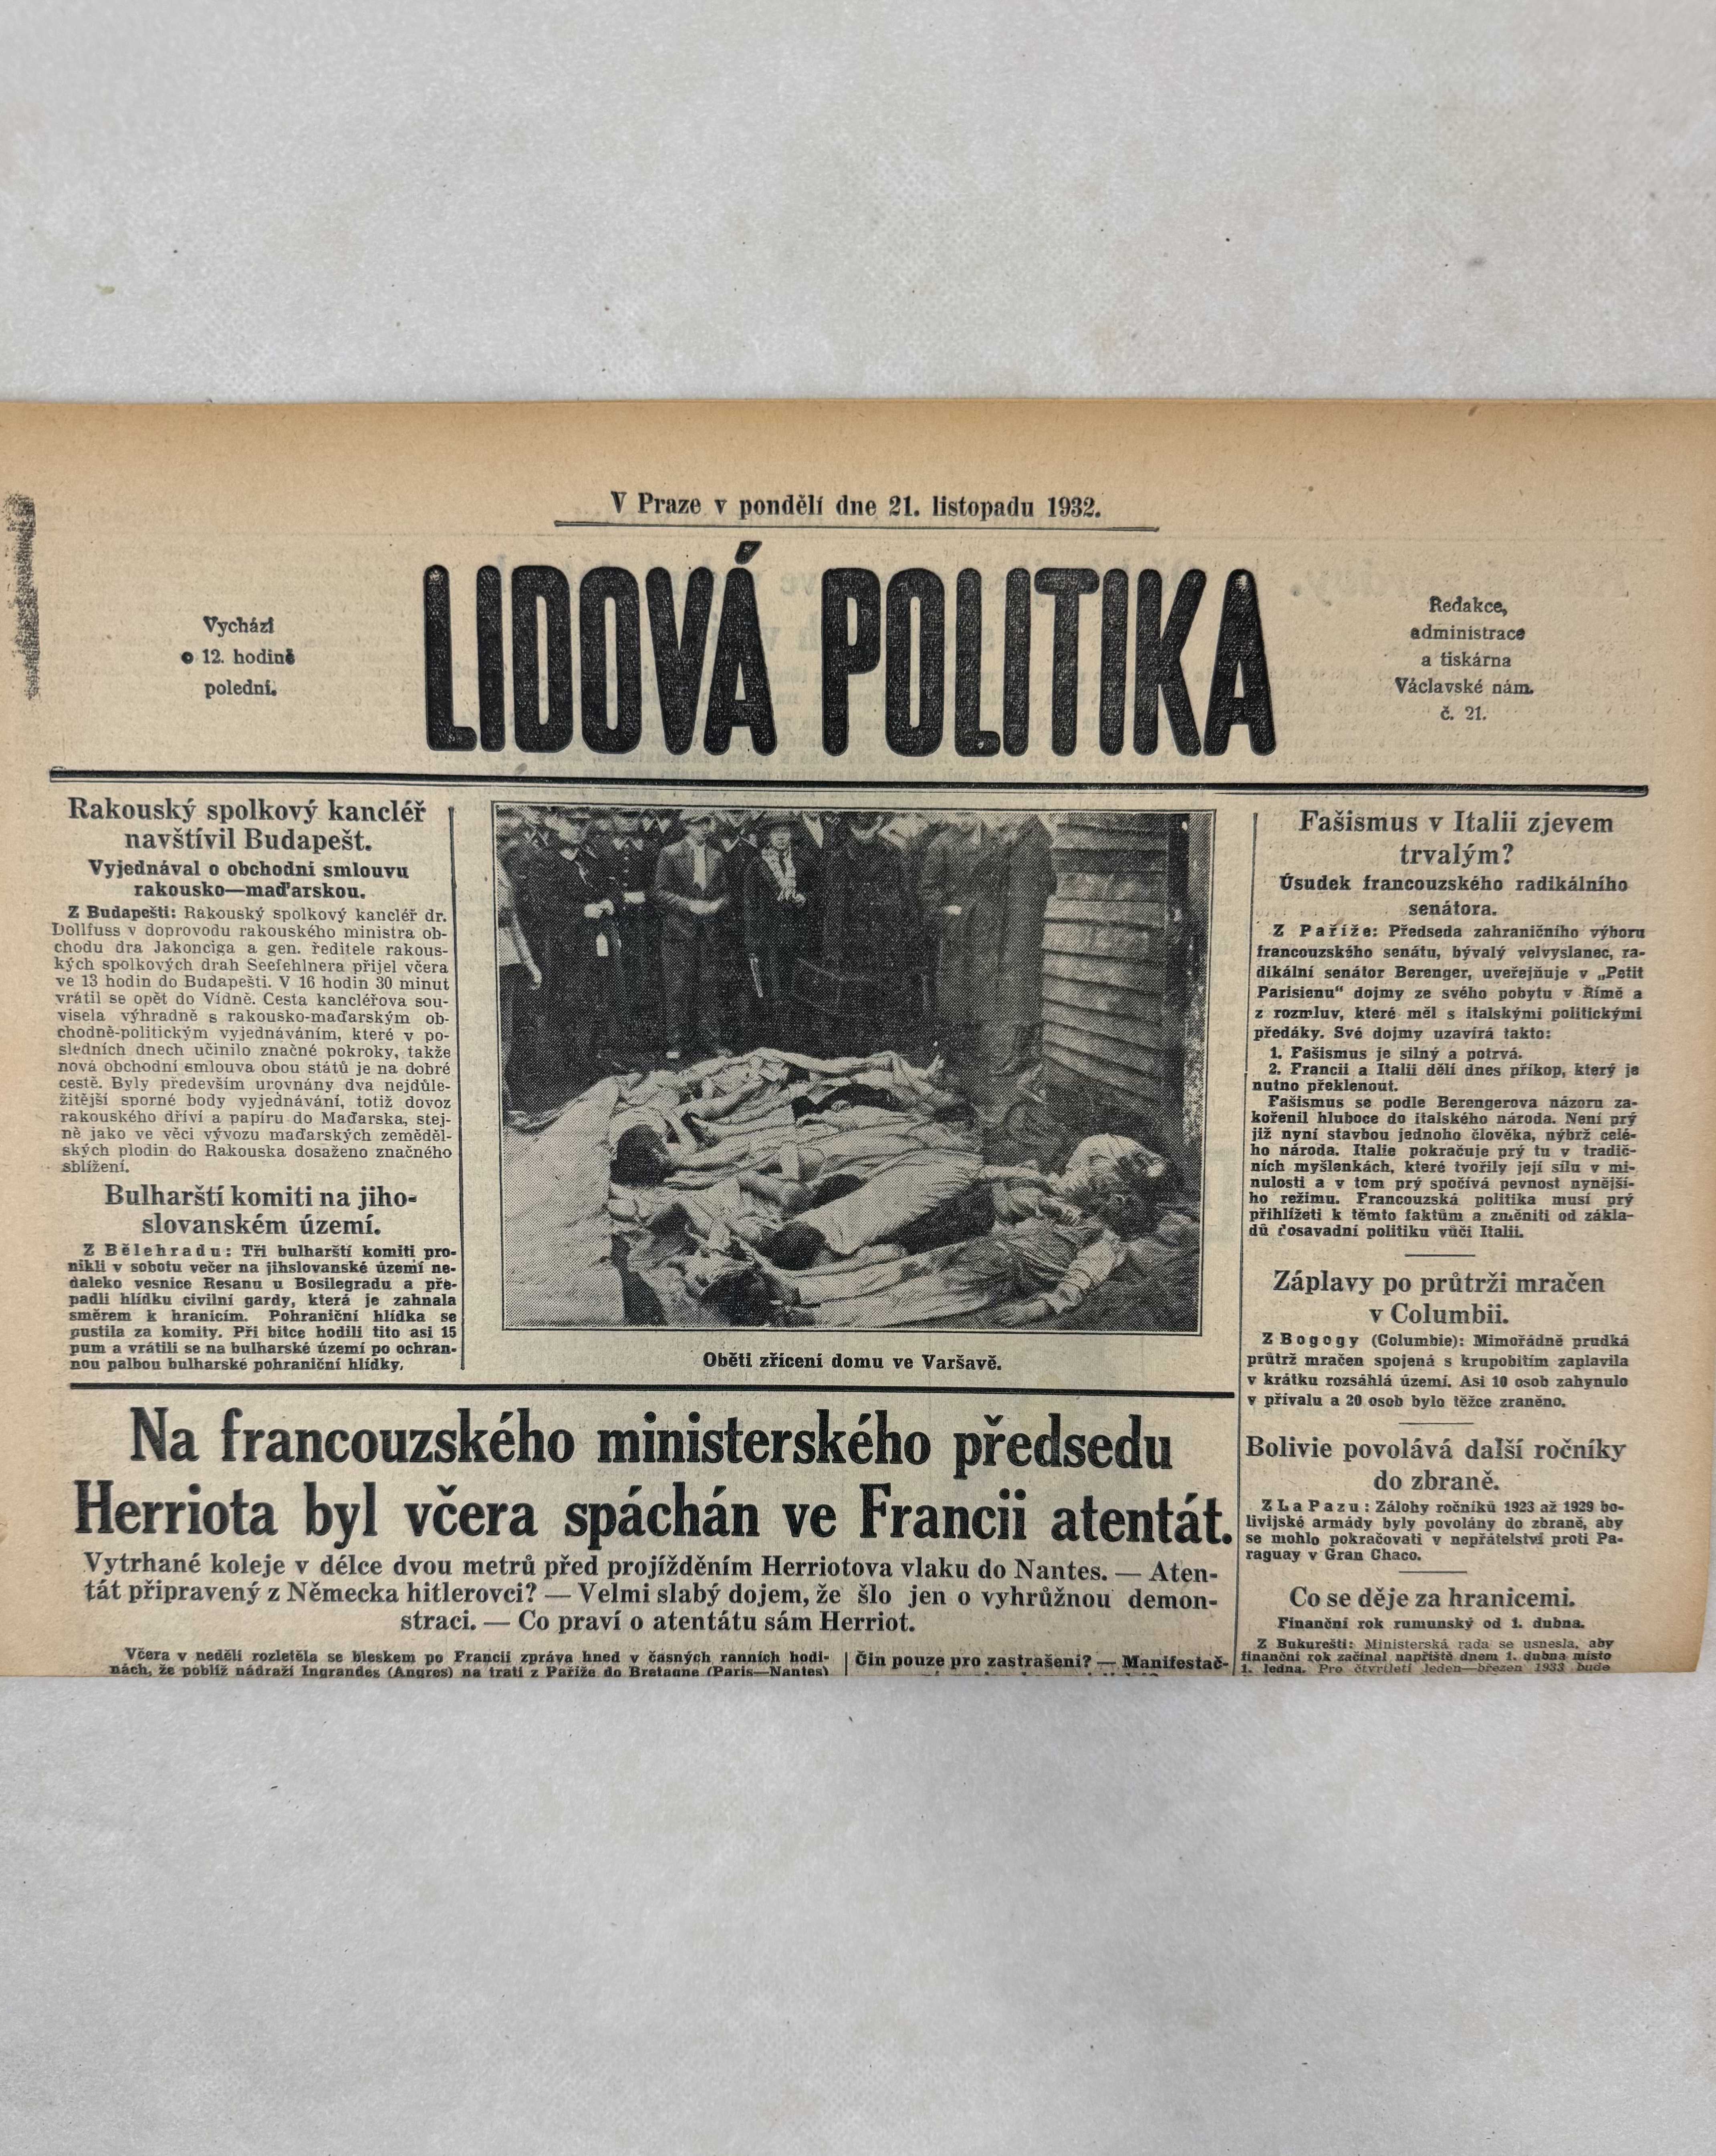 V Praze v pondělí dne 21. listopadu 1932.
Vychází
o 12. hodině
polední.
LIDOVÁ POLITIKA
Redakce,
administrace
a tiskárna
Václavské nám.
č. 21.
Rakouský spolkový kancléř
navštívil Budapešt.
Vyjednával o obchodní smlouvu
rakousko—maďarskou.
Z Budapešti: Rakouský spolkový kancléř dr.
Dollfuss v doprovodu rakouského ministra ob-
chodu dra Jakonciga a gen. ředitele rakous-
kých spolkových drah Seefehlnera přijel včera
ve 13 hodin do Budapešti. V 16 hodin 30 minut
vrátil se opět do Vídně. Cesta kancléřova sou-
visela výhradně s rakousko-maďarským ob-
chodně-politickým vyjednáváním, které v po-
sledních dnech učinilo značné pokroky, takže
nová obchodní smlouva obou států je na dobré
cestě. Byly především urovnány dva nejdůle-
žitější sporné body vyjednávání, totiž dovoz
rakouského dříví a papíru do Maďarska, stej-
ně jako ve věci vývozu maďarských zeměděl-
ských plodin do Rakouska dosaženo značného
sblížení.
Bulharští komiti na jiho-
slovanském území.
Z Bělehradu: Tři bulharští komiti pro-
nikli v sobotu večer na jihslovanské území ne-
daleko vesnice Resanu u Bosilegradu a pře-
padli hlídku civilní gardy, která je zahnala
směrem k hranicím. Pohraniční hlídka se
pustila za komity. Při bitce hodili tito asi 15
pum a vrátili se na bulharské území po ochran-
nou palbou bulharské pohraniční hlídky.
Oběti zřícení domu ve Varšavě.
Na francouzského ministerského předsedu
Herriota byl včera spáchán ve Francii atentát.
Vytrhané koleje v délce dvou metrů před projížděním Herriotova vlaku do Nantes. — Aten-
tát připravený z Německa hitlerovci? — Velmi slabý dojem, že šlo jen o vyhrůžnou demon-
straci. — Co praví o atentátu sám Herriot.
Včera v neděli rozletěla se bleskem po Francii zpráva hned v časných ranních hodi-
nách, že poblíž nádraží Ingrandes (Angres) na trati z Paříže do Bretagne (Paris—Nantes)
Čin pouze pro zastrašení? — Manifestač-
Fašismus v Italii zjevem
trvalým?
Úsudek francouzského radikálního
senátora.
Z Paříže: Předseda zahraničního výboru
francouzského senátu, bývalý velvyslanec, ra-
dikální senátor Berenger, uveřejňuje v „Petit
Parisienu“ dojmy ze svého pobytu v Římě a
z rozmluv, které měl s italskými politickými
předáky. Své dojmy uzavírá takto:
1. Fašismus je silný a potrvá.
2. Francii a Italii dělí dnes příkop, který je
nutno překlenout.
Fašismus se podle Berengerova názoru za-
kořenil hluboce do italského národa. Není prý
již nyní stavbou jednoho člověka, nýbrž celé-
ho národa. Italie pokračuje prý tu v tradič-
ních myšlenkách, které tvořily její sílu v mi-
nulosti a v tom prý spočívá pevnost nynější-
ho režimu. Francouzská politika musí prý
přihlížeti k těmto faktům a změniti od zákla-
dů dosavadní politiku vůči Italii.
Záplavy po průtrži mračen
v Columbii.
Z Bogogy (Columbie): Mimořádně prudká
průtrž mračen spojená s krupobitím zaplavila
v krátku rozsáhlá území. Asi 10 osob zahynulo
v přívalu a 20 osob bylo těžce zraněno.
Bolivie povolává další ročníky
do zbraně.
Z La Pazu: Zálohy ročníků 1923 až 1929 bo-
livijské armády byly povolány do zbraně, aby
se mohlo pokračovati v nepřátelství proti Pa-
raguay v Gran Chaco.
Co se děje za hranicemi.
Finanční rok rumunský od 1. dubna.
Z Bukurešti: Ministerská rada se usnesla, aby
finanční rok začínal napříště dnem 1. dubna místo
1. ledna. Pro čtvrtletí leden—březen 1933 bude